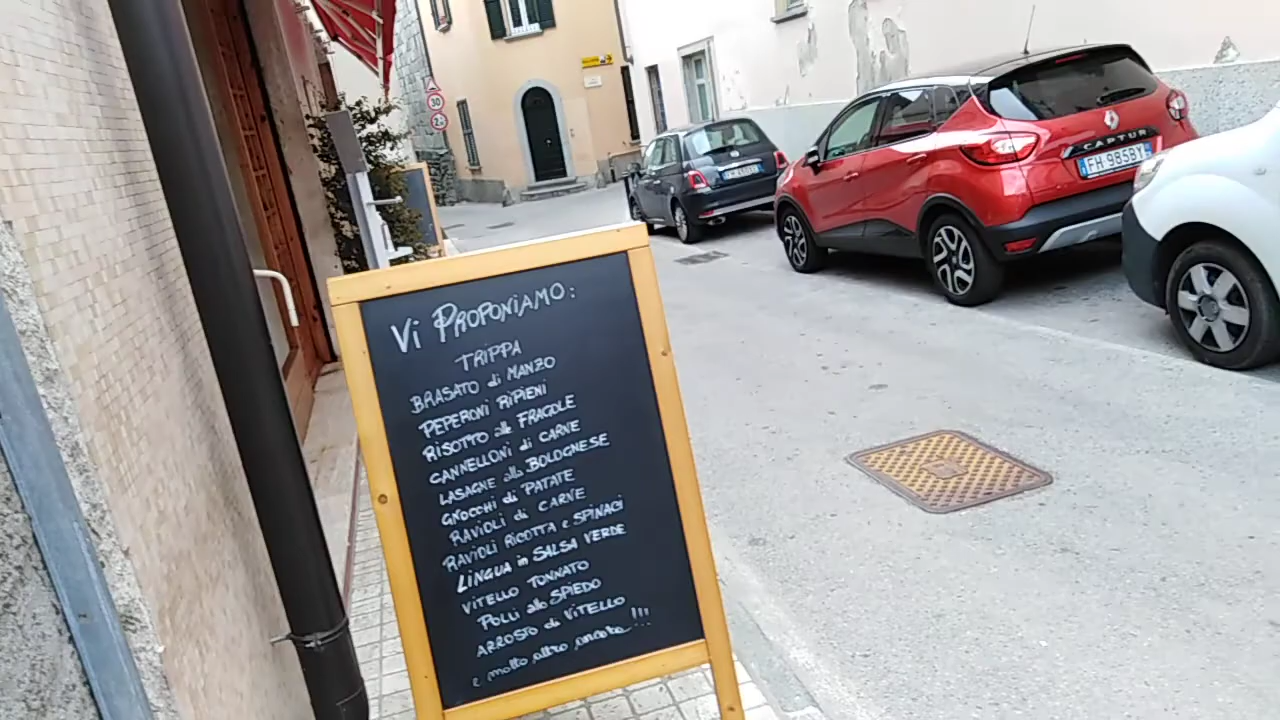 Vi PROPONIAMO:
TRIPPA
BRASATO di MANZO
PEPERONI RIPIENI
RISOTTO alle FRAGOLE
CANNELLONI di CARNE
LASAGNE alla BOLOGNESE
GNOCCHI di PATATE
RAVIOLI di CARNE
RAVIOLI RICOTTA e SPINACI
LINGUA in SALSA VERDE
VITELLO TONNATO
POLLI allo SPIEDO
ARROSTO di VITELLO
e molto altro ancora !!!
30
CAPTUR
FH 985BY